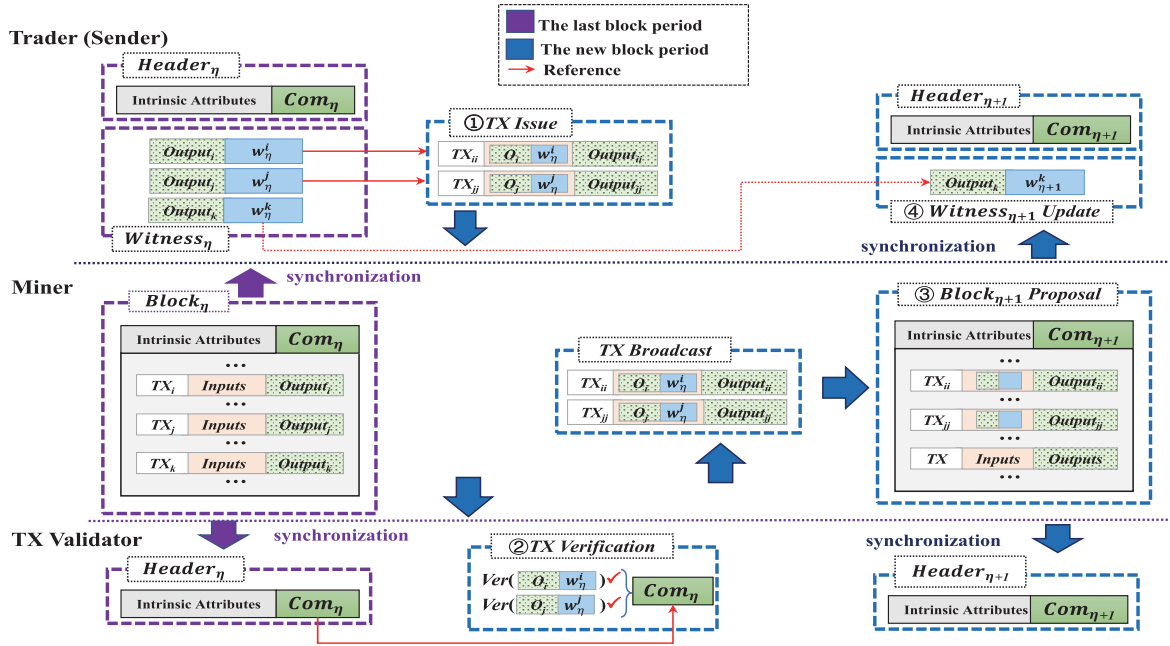 The last block period
The new block period
Reference
Trader (Sender)
Header_η
Intrinsic Attributes Com_η
Output_i w_η^i
Output_j w_η^j
Output_k w_η^k
Witness_η
①TX Issue
TX_ii O_i w_η^i Output_ii
TX_jj O_j w_η^j Output_jj
Header_η+1
Intrinsic Attributes Com_η+1
Output_k w_η+1^k
④ Witness_η+1 Update
synchronization
synchronization
Miner
Block_η
Intrinsic Attributes Com_η
...
TX_i Inputs Output_i
...
TX_j Inputs Output_j
...
TX_k Inputs Output_k
...
TX Broadcast
TX_ii O_i w_η^i Output_ii
TX_jj O_j w_η^j Output_jj
③ Block_η+1 Proposal
Intrinsic Attributes Com_η+1
...
TX_ii Output_ii
...
TX_jj Output_jj
...
TX Inputs Outputs
...
TX Validator
synchronization
Header_η
Intrinsic Attributes Com_η
②TX Verification
Ver( O_i w_η^i )✓
Ver( O_j w_η^j )✓
Com_η
synchronization
Header_η+1
Intrinsic Attributes Com_η+1